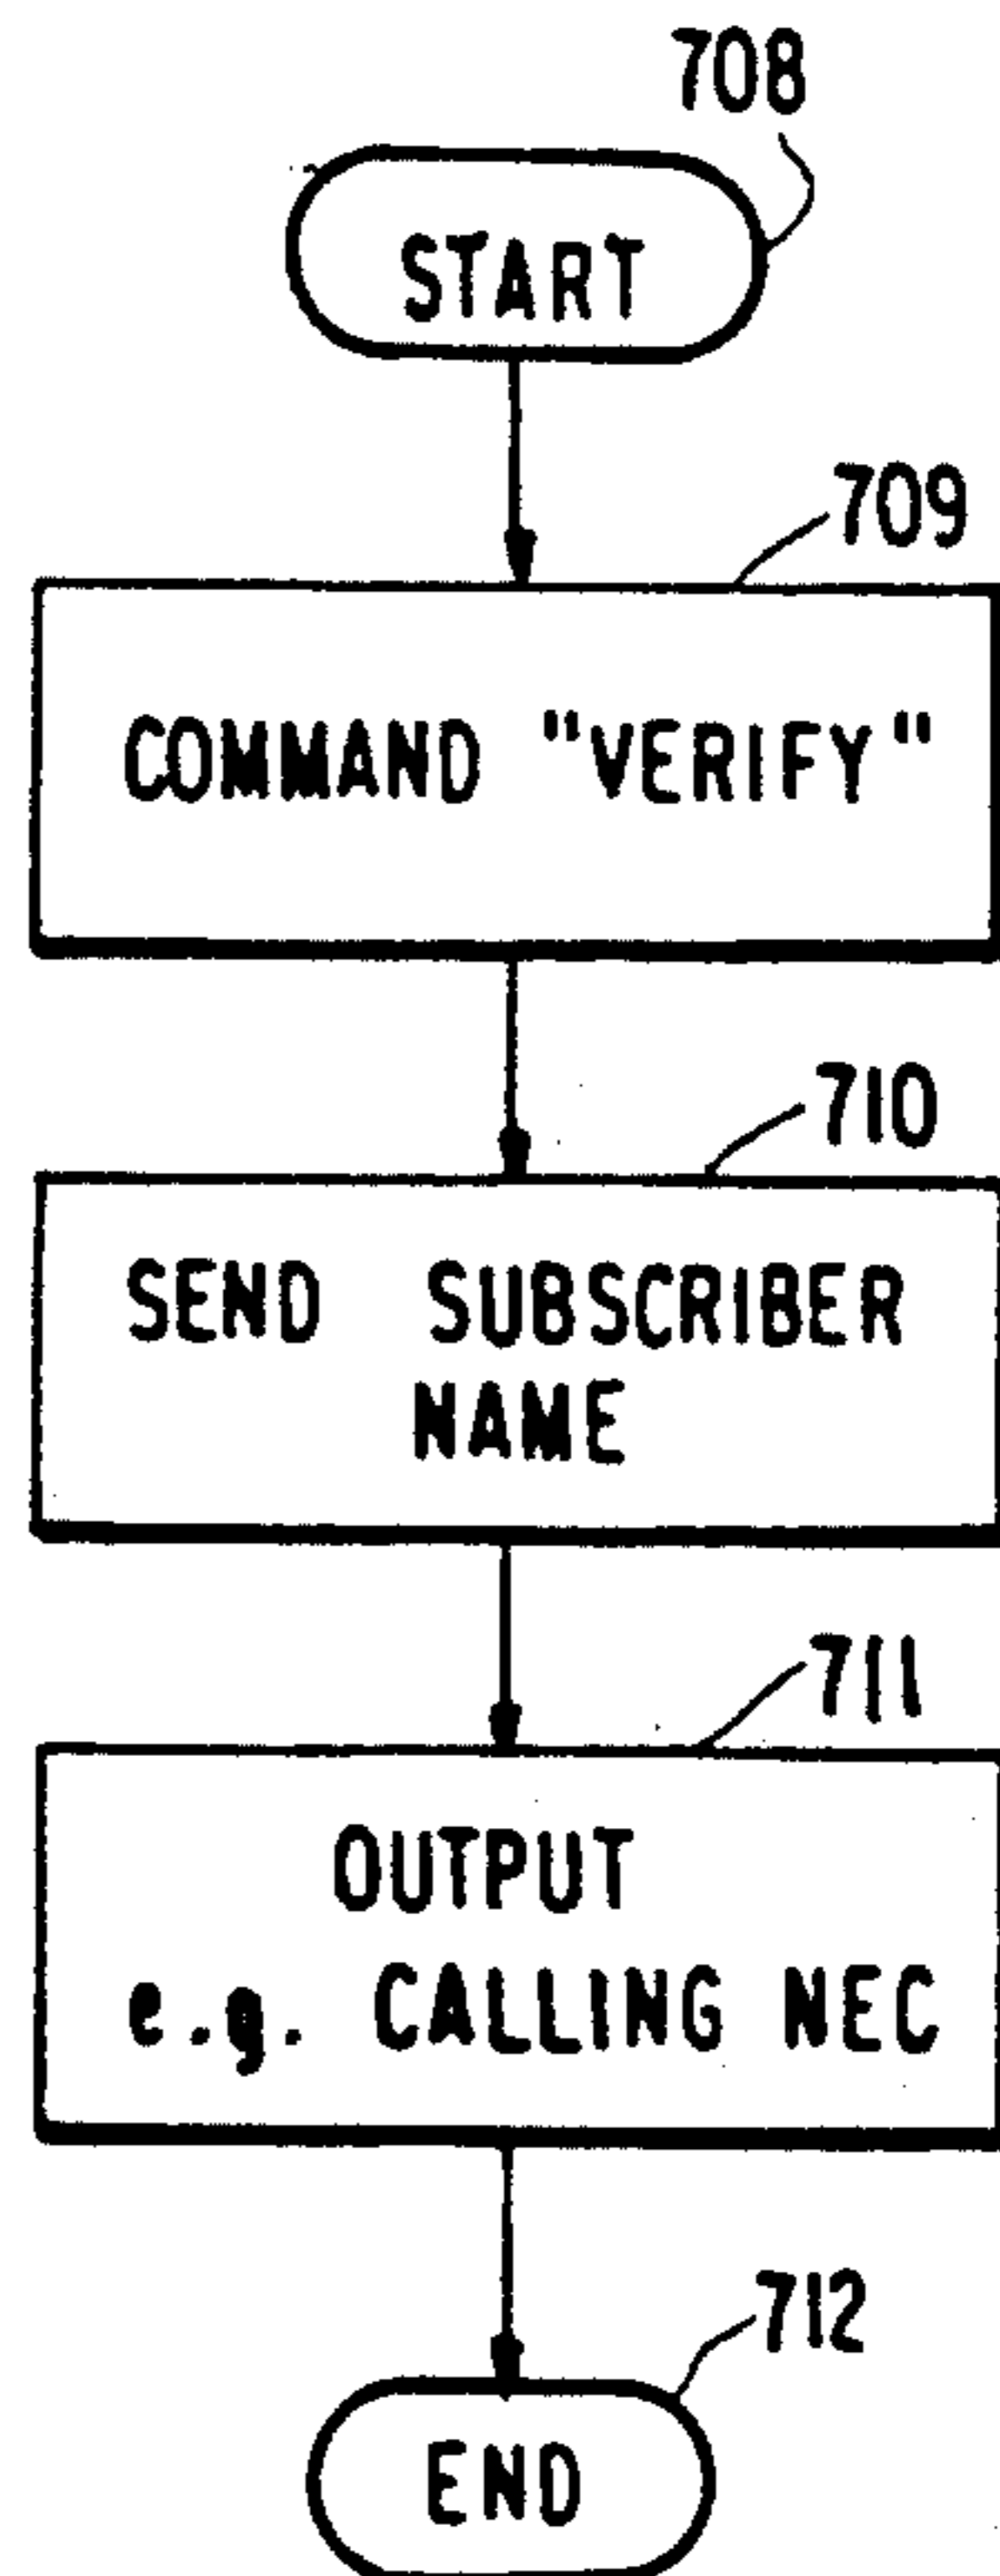 708
START
709
COMMAND "VERIFY"
710
SEND SUBSCRIBER
NAME
711
OUTPUT
e.g. CALLING NEC
712
END